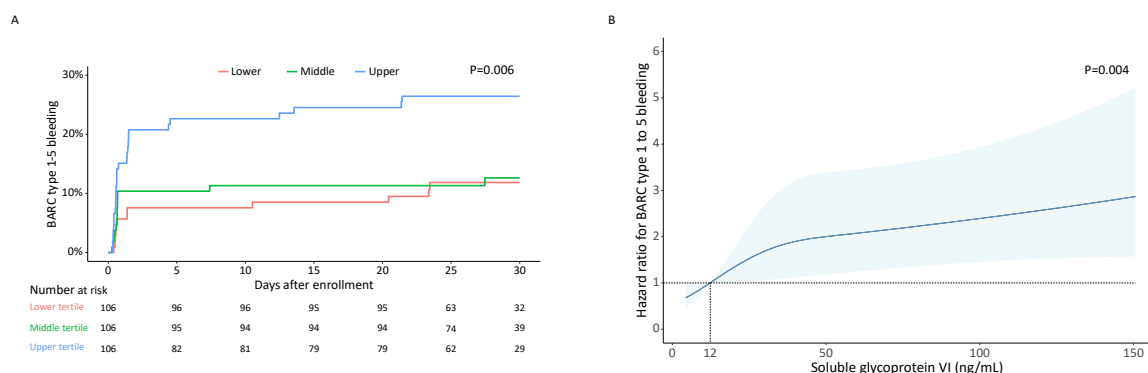 A
Lower Middle Upper P=0.006
30%
20%
10%
0%
BARC type 1-5 bleeding
0 5 10 15 20 25 30
Days after enrollment
Number at risk
Lower tertile 106 96 96 95 95 63 32
Middle tertile 106 95 94 94 94 74 39
Upper tertile 106 82 81 79 79 62 29
B
P=0.004
6
5
4
3
2
1
0
Hazard ratio for BARC type 1 to 5 bleeding
0 12 50 100 150
Soluble glycoprotein VI (ng/mL)